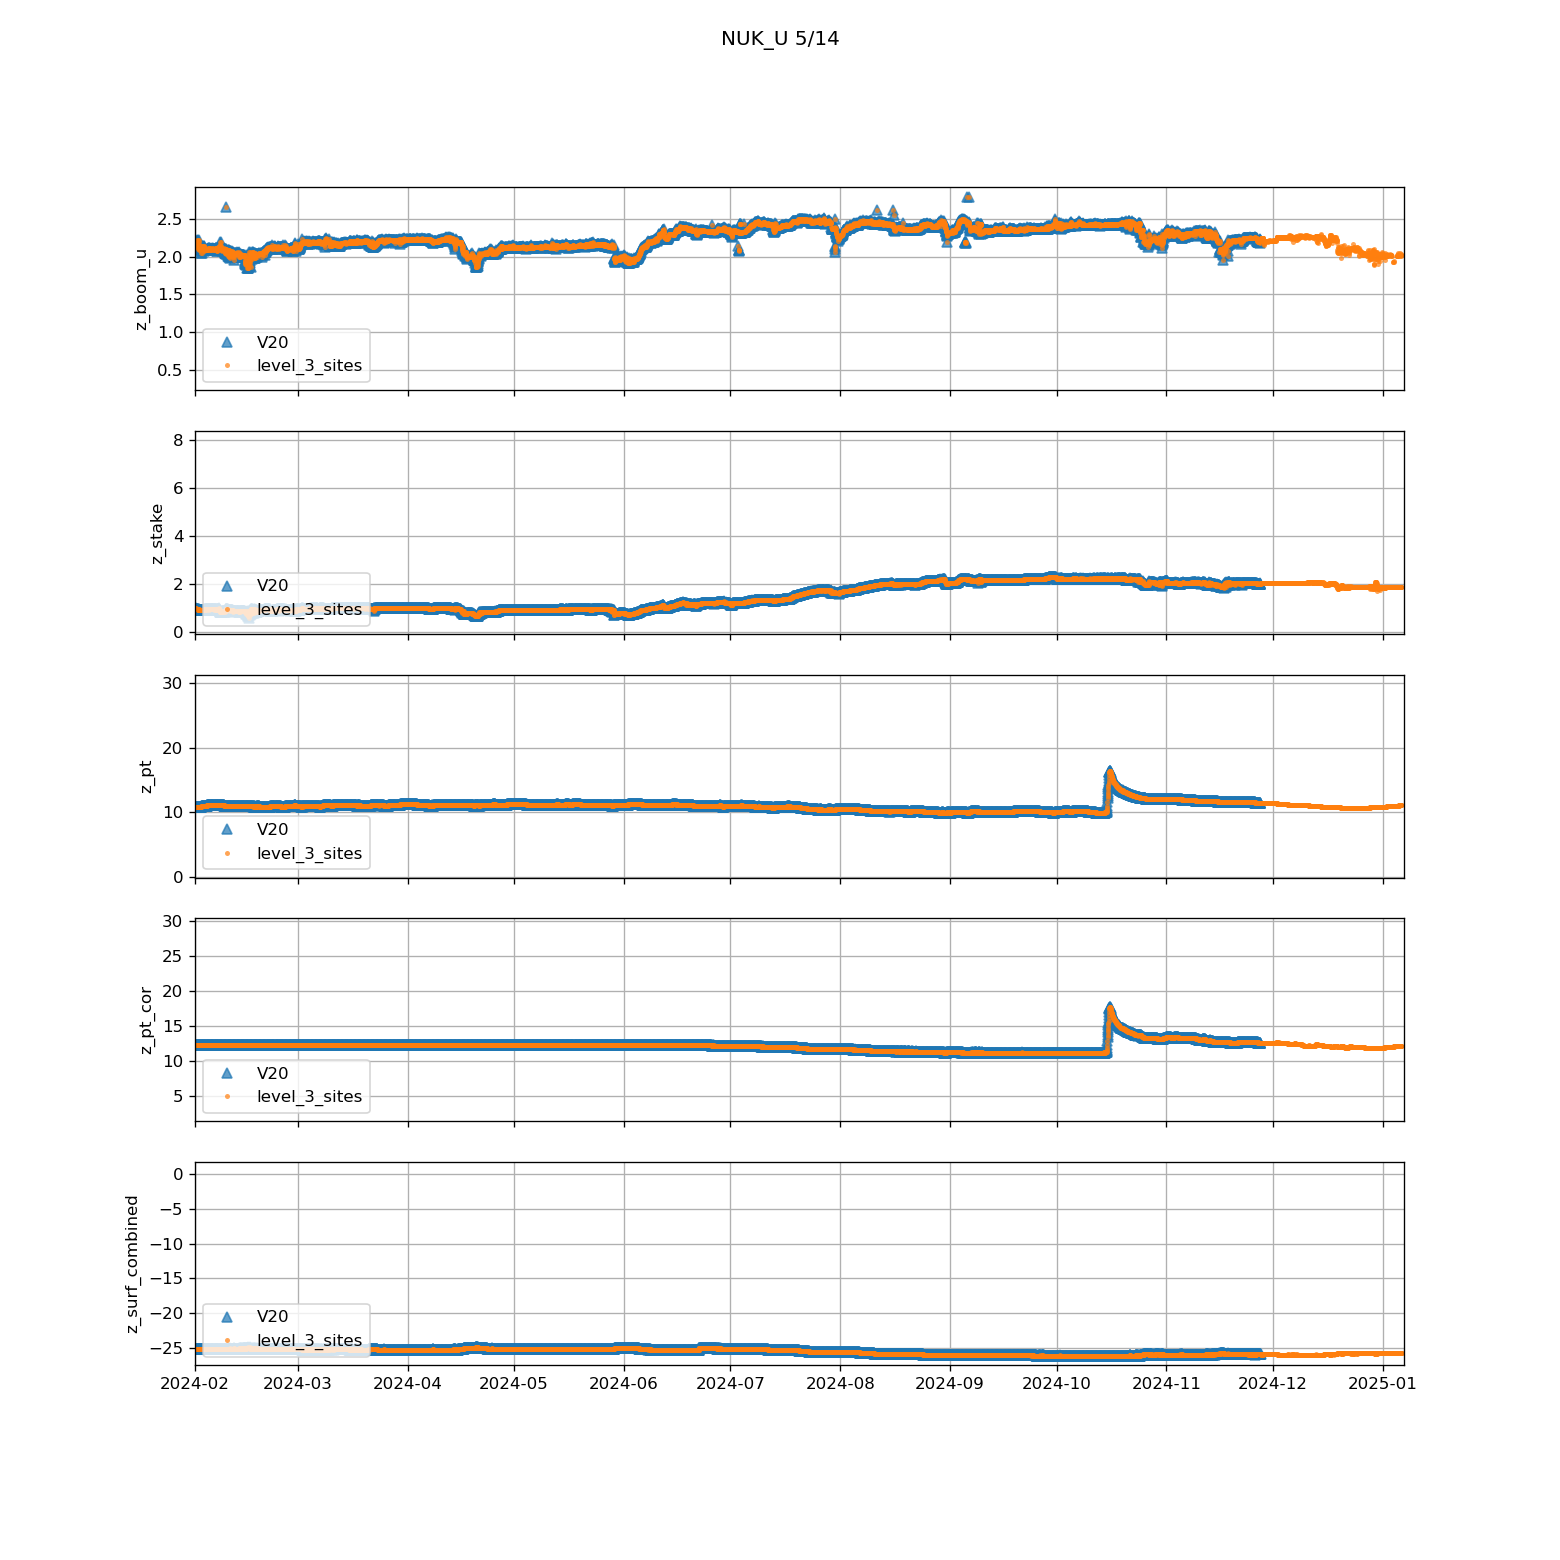 NUK_U 5/14
z_boom_u
2.5
2.0
1.5
1.0
0.5
V20
level_3_sites
z_stake
8
6
4
2
0
V20
level_3_sites
z_pt
30
20
10
0
V20
level_3_sites
z_pt_cor
30
25
20
15
10
5
V20
level_3_sites
z_surf_combined
0
−5
−10
−15
−20
−25
V20
level_3_sites
2024-02 2024-03 2024-04 2024-05 2024-06 2024-07 2024-08 2024-09 2024-10 2024-11 2024-12 2025-01